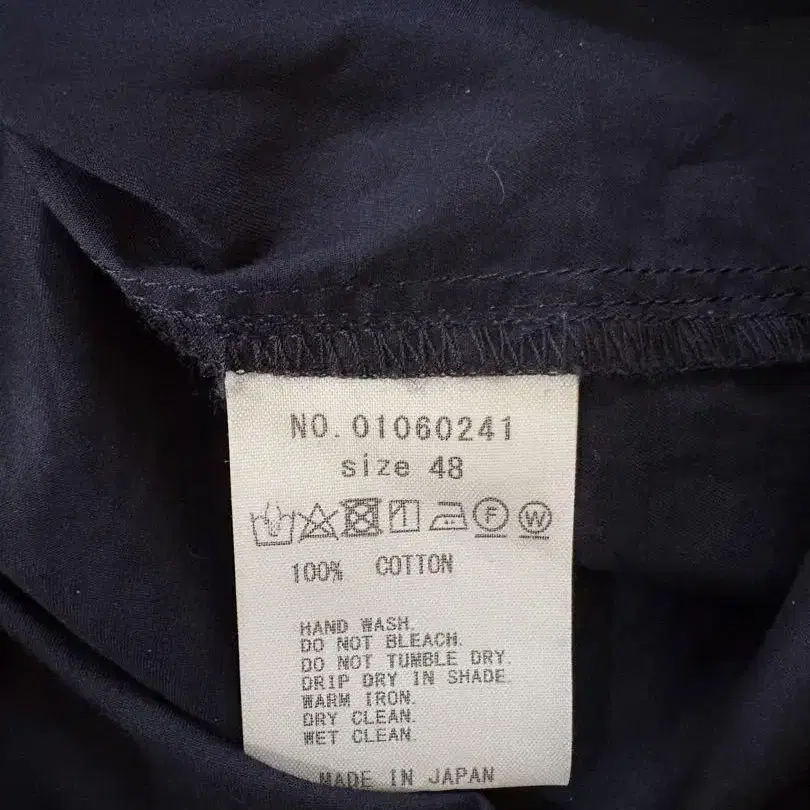 NO. 01060241
size 48
F W
100% COTTON
HAND WASH.
DO NOT BLEACH.
DO NOT TUMBLE DRY.
DRIP DRY IN SHADE.
WARM IRON.
DRY CLEAN.
WET CLEAN.
MADE IN JAPAN